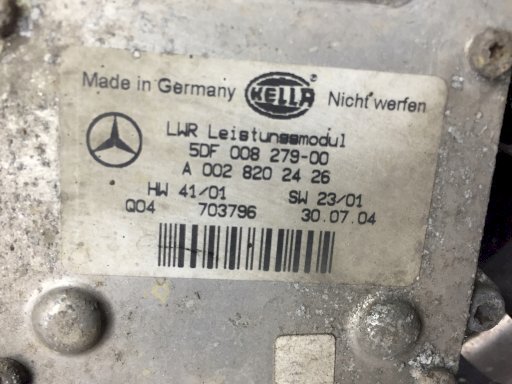 Made in Germany HELLA ® Nicht werfen
LWR Leistungsmodul
5DF 008 279-00
A 002 820 24 26
HW 41/01 SW 23/01
Q04 703796 30.07.04